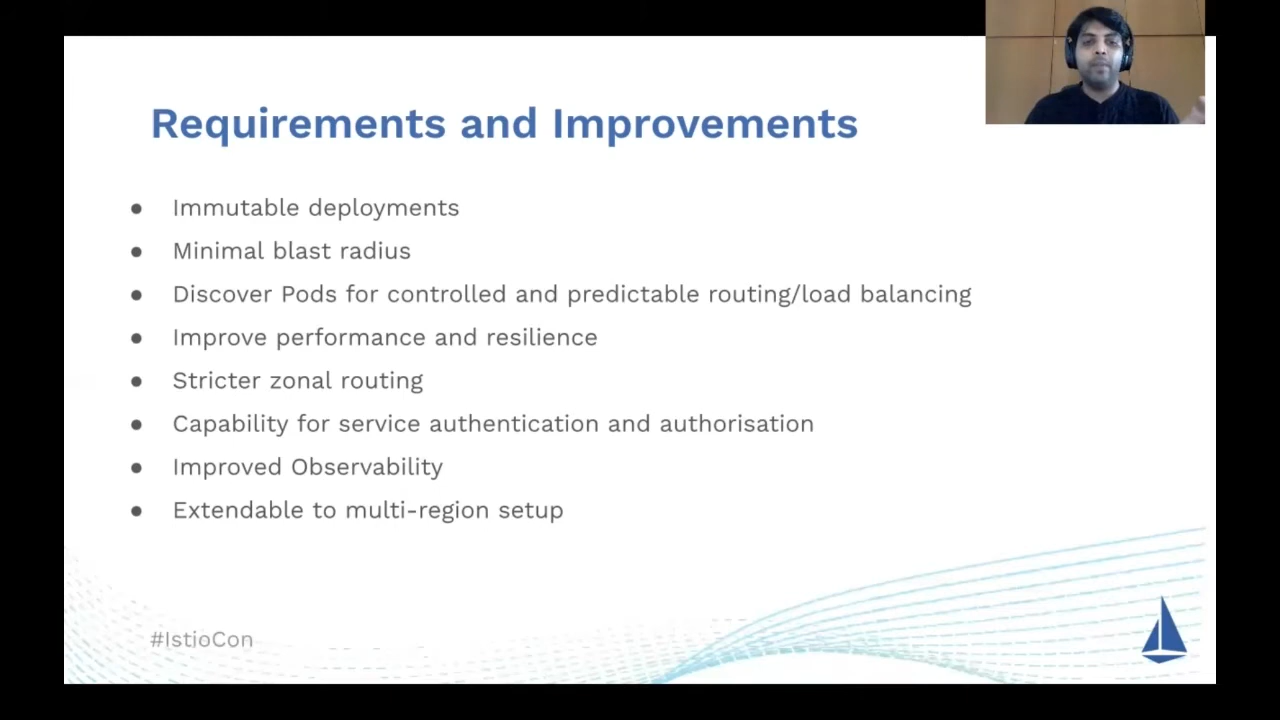 Requirements and Improvements
● Immutable deployments
● Minimal blast radius
● Discover Pods for controlled and predictable routing/load balancing
● Improve performance and resilience
● Stricter zonal routing
● Capability for service authentication and authorisation
● Improved Observability
● Extendable to multi-region setup
#IstioCon